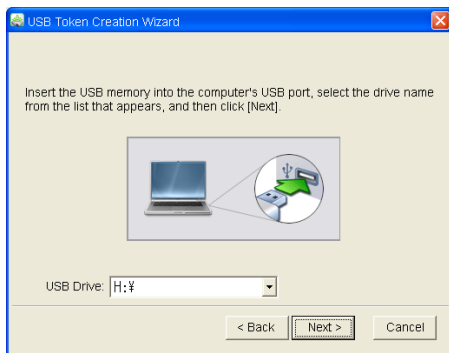 USB Token Creation Wizard
Insert the USB memory into the computer's USB port, select the drive name
from the list that appears, and then click [Next].
USB Drive: H:¥
< Back Next > Cancel